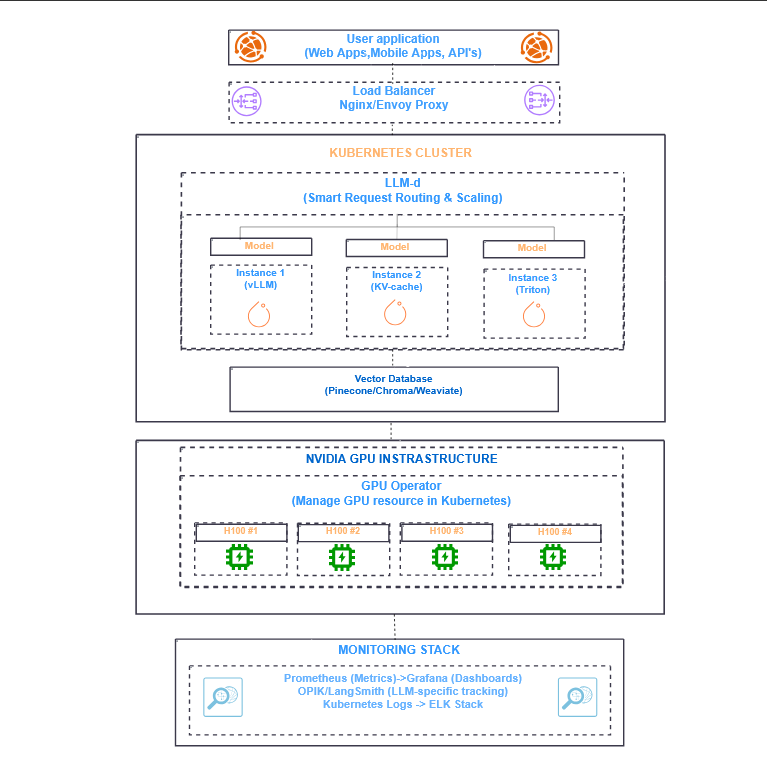 User application
(Web Apps,Mobile Apps, API's)
Load Balancer
Nginx/Envoy Proxy
KUBERNETES CLUSTER
LLM-d
(Smart Request Routing & Scaling)
Model
Model
Model
Instance 1
(vLLM)
Instance 2
(KV-cache)
Instance 3
(Triton)
Vector Database
(Pinecone/Chroma/Weaviate)
NVIDIA GPU INSTRASTRUCTURE
GPU Operator
(Manage GPU resource in Kubernetes)
H100 #1
H100 #2
H100 #3
H100 #4
MONITORING STACK
Prometheus (Metrics)->Grafana (Dashboards)
OPIK/LangSmith (LLM-specific tracking)
Kubernetes Logs -> ELK Stack